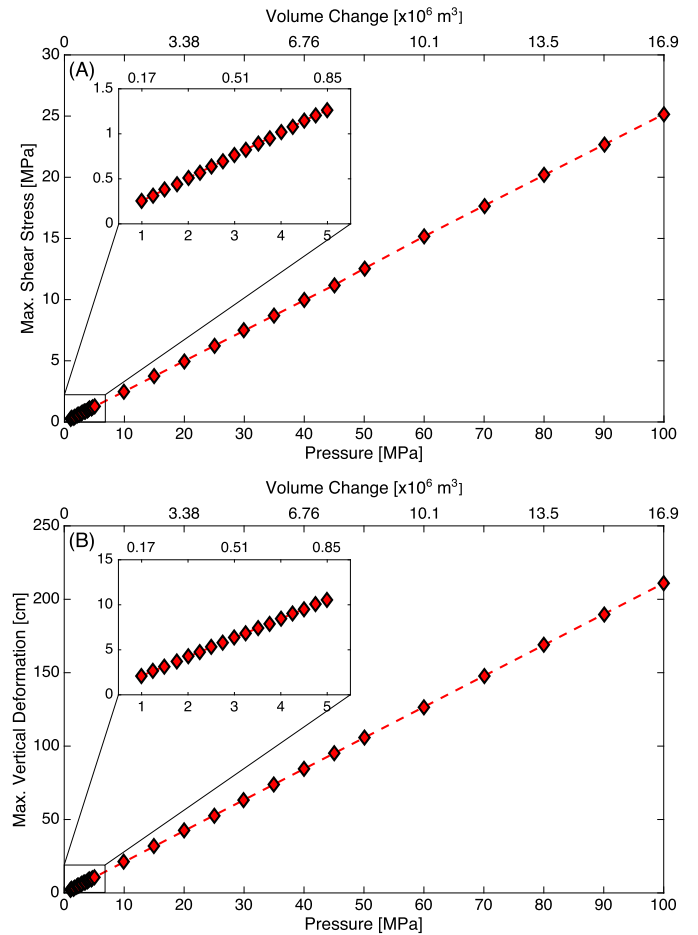 Volume Change [x10⁶ m³]
0 3.38 6.76 10.1 13.5 16.9
(A)
30
25
20
15
10
5
0
Max. Shear Stress [MPa]
0.17 0.51 0.85
1.5
1
0.5
0
1 2 3 4 5
0 10 20 30 40 50 60 70 80 90 100
Pressure [MPa]
Volume Change [x10⁶ m³]
0 3.38 6.76 10.1 13.5 16.9
(B)
250
200
150
100
50
0
Max. Vertical Deformation [cm]
0.17 0.51 0.85
15
10
5
0
1 2 3 4 5
0 10 20 30 40 50 60 70 80 90 100
Pressure [MPa]